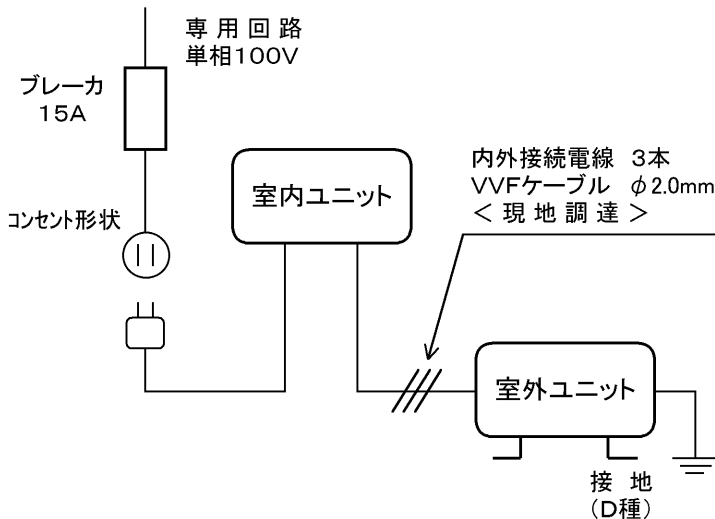 専用回路
単相100V
ブレーカ
15A
コンセント形状
室内ユニット
内外接続電線 3本
VVFケーブル φ2.0mm
＜現地調達＞
室外ユニット
接地
（D種）